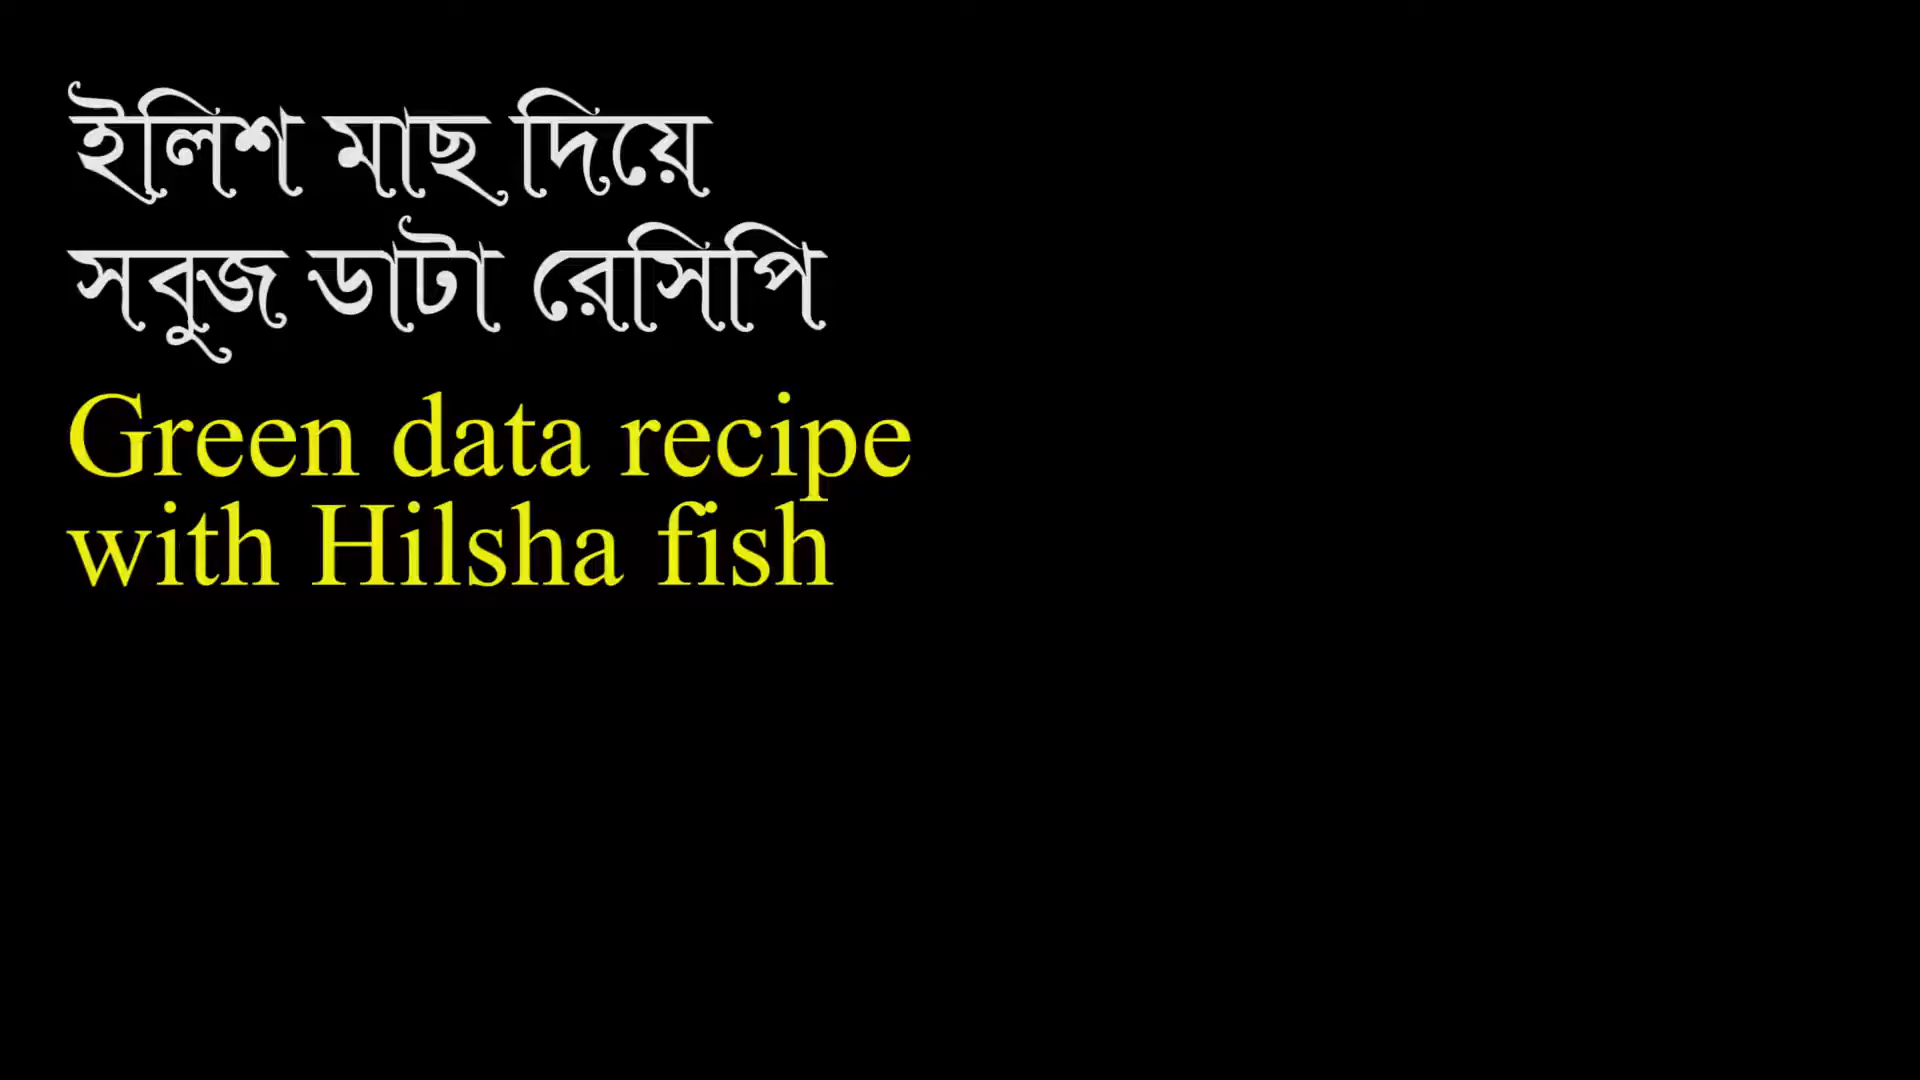 ইলিশ মাছ দিয়ে
সবুজ ডাটা রেসিপি
Green data recipe
with Hilsha fish